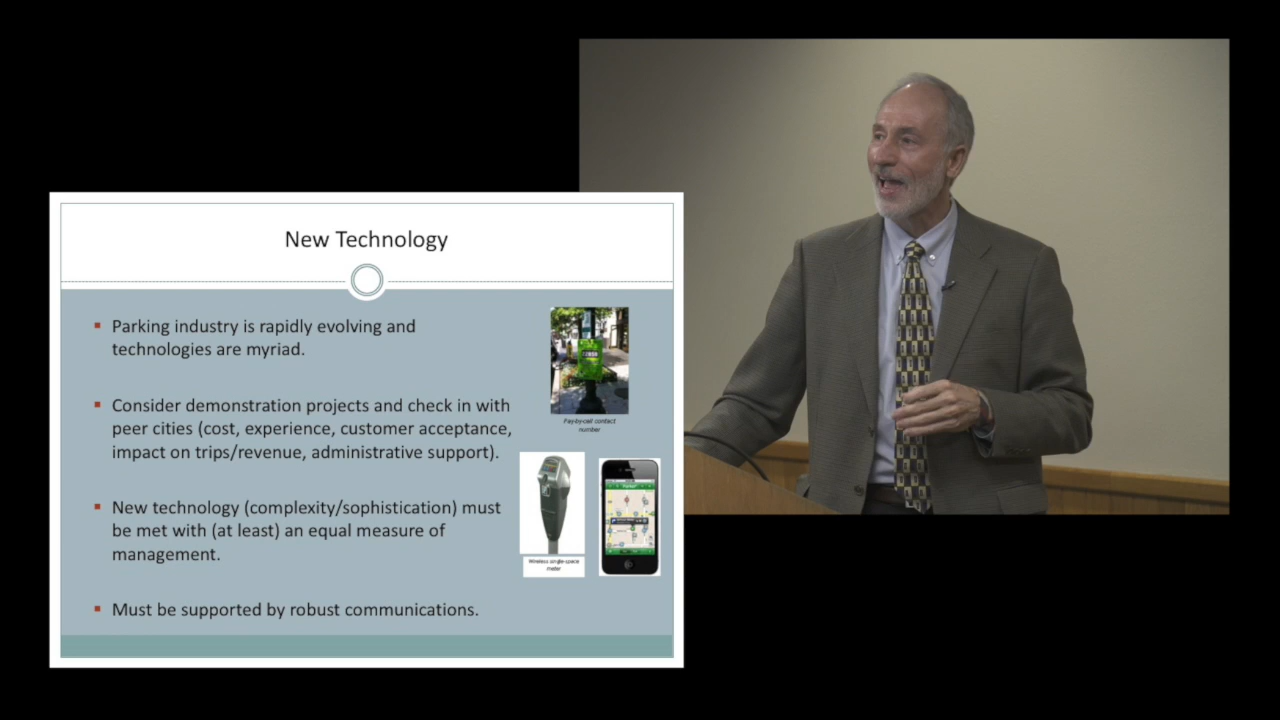 New Technology
Parking industry is rapidly evolving and
technologies are myriad.
Consider demonstration projects and check in with
peer cities (cost, experience, customer acceptance,
impact on trips/revenue, administrative support).
New technology (complexity/sophistication) must
be met with (at least) an equal measure of
management.
Must be supported by robust communications.
Pay-by-call contact
number
Wireless single-space
meter